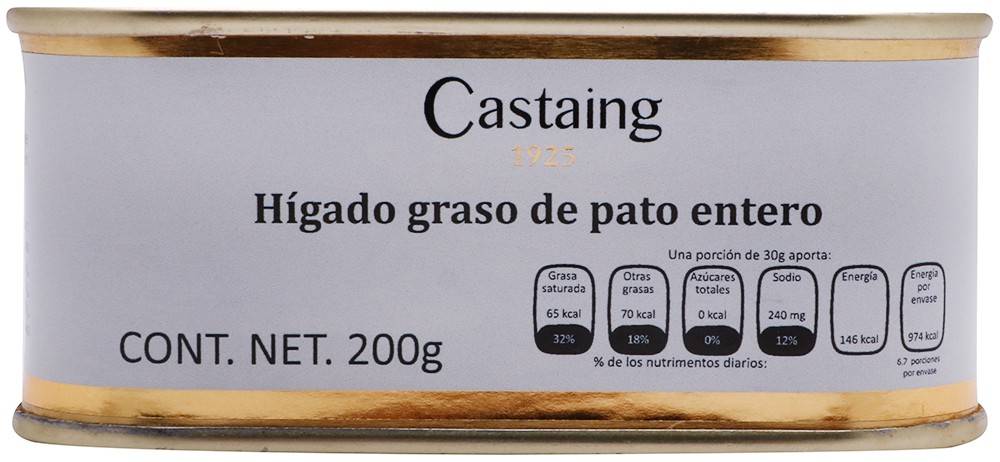 Castaing
1925
Hígado graso de pato entero
Una porción de 30g aporta:
Grasa saturada
65 kcal
32%
Otras grasas
70 kcal
18%
Azúcares totales
0 kcal
0%
Sodio
240 mg
12%
Energía
146 kcal
Energía por envase
974 kcal
% de los nutrimentos diarios:
6.7 porciones
por envase
CONT. NET. 200g